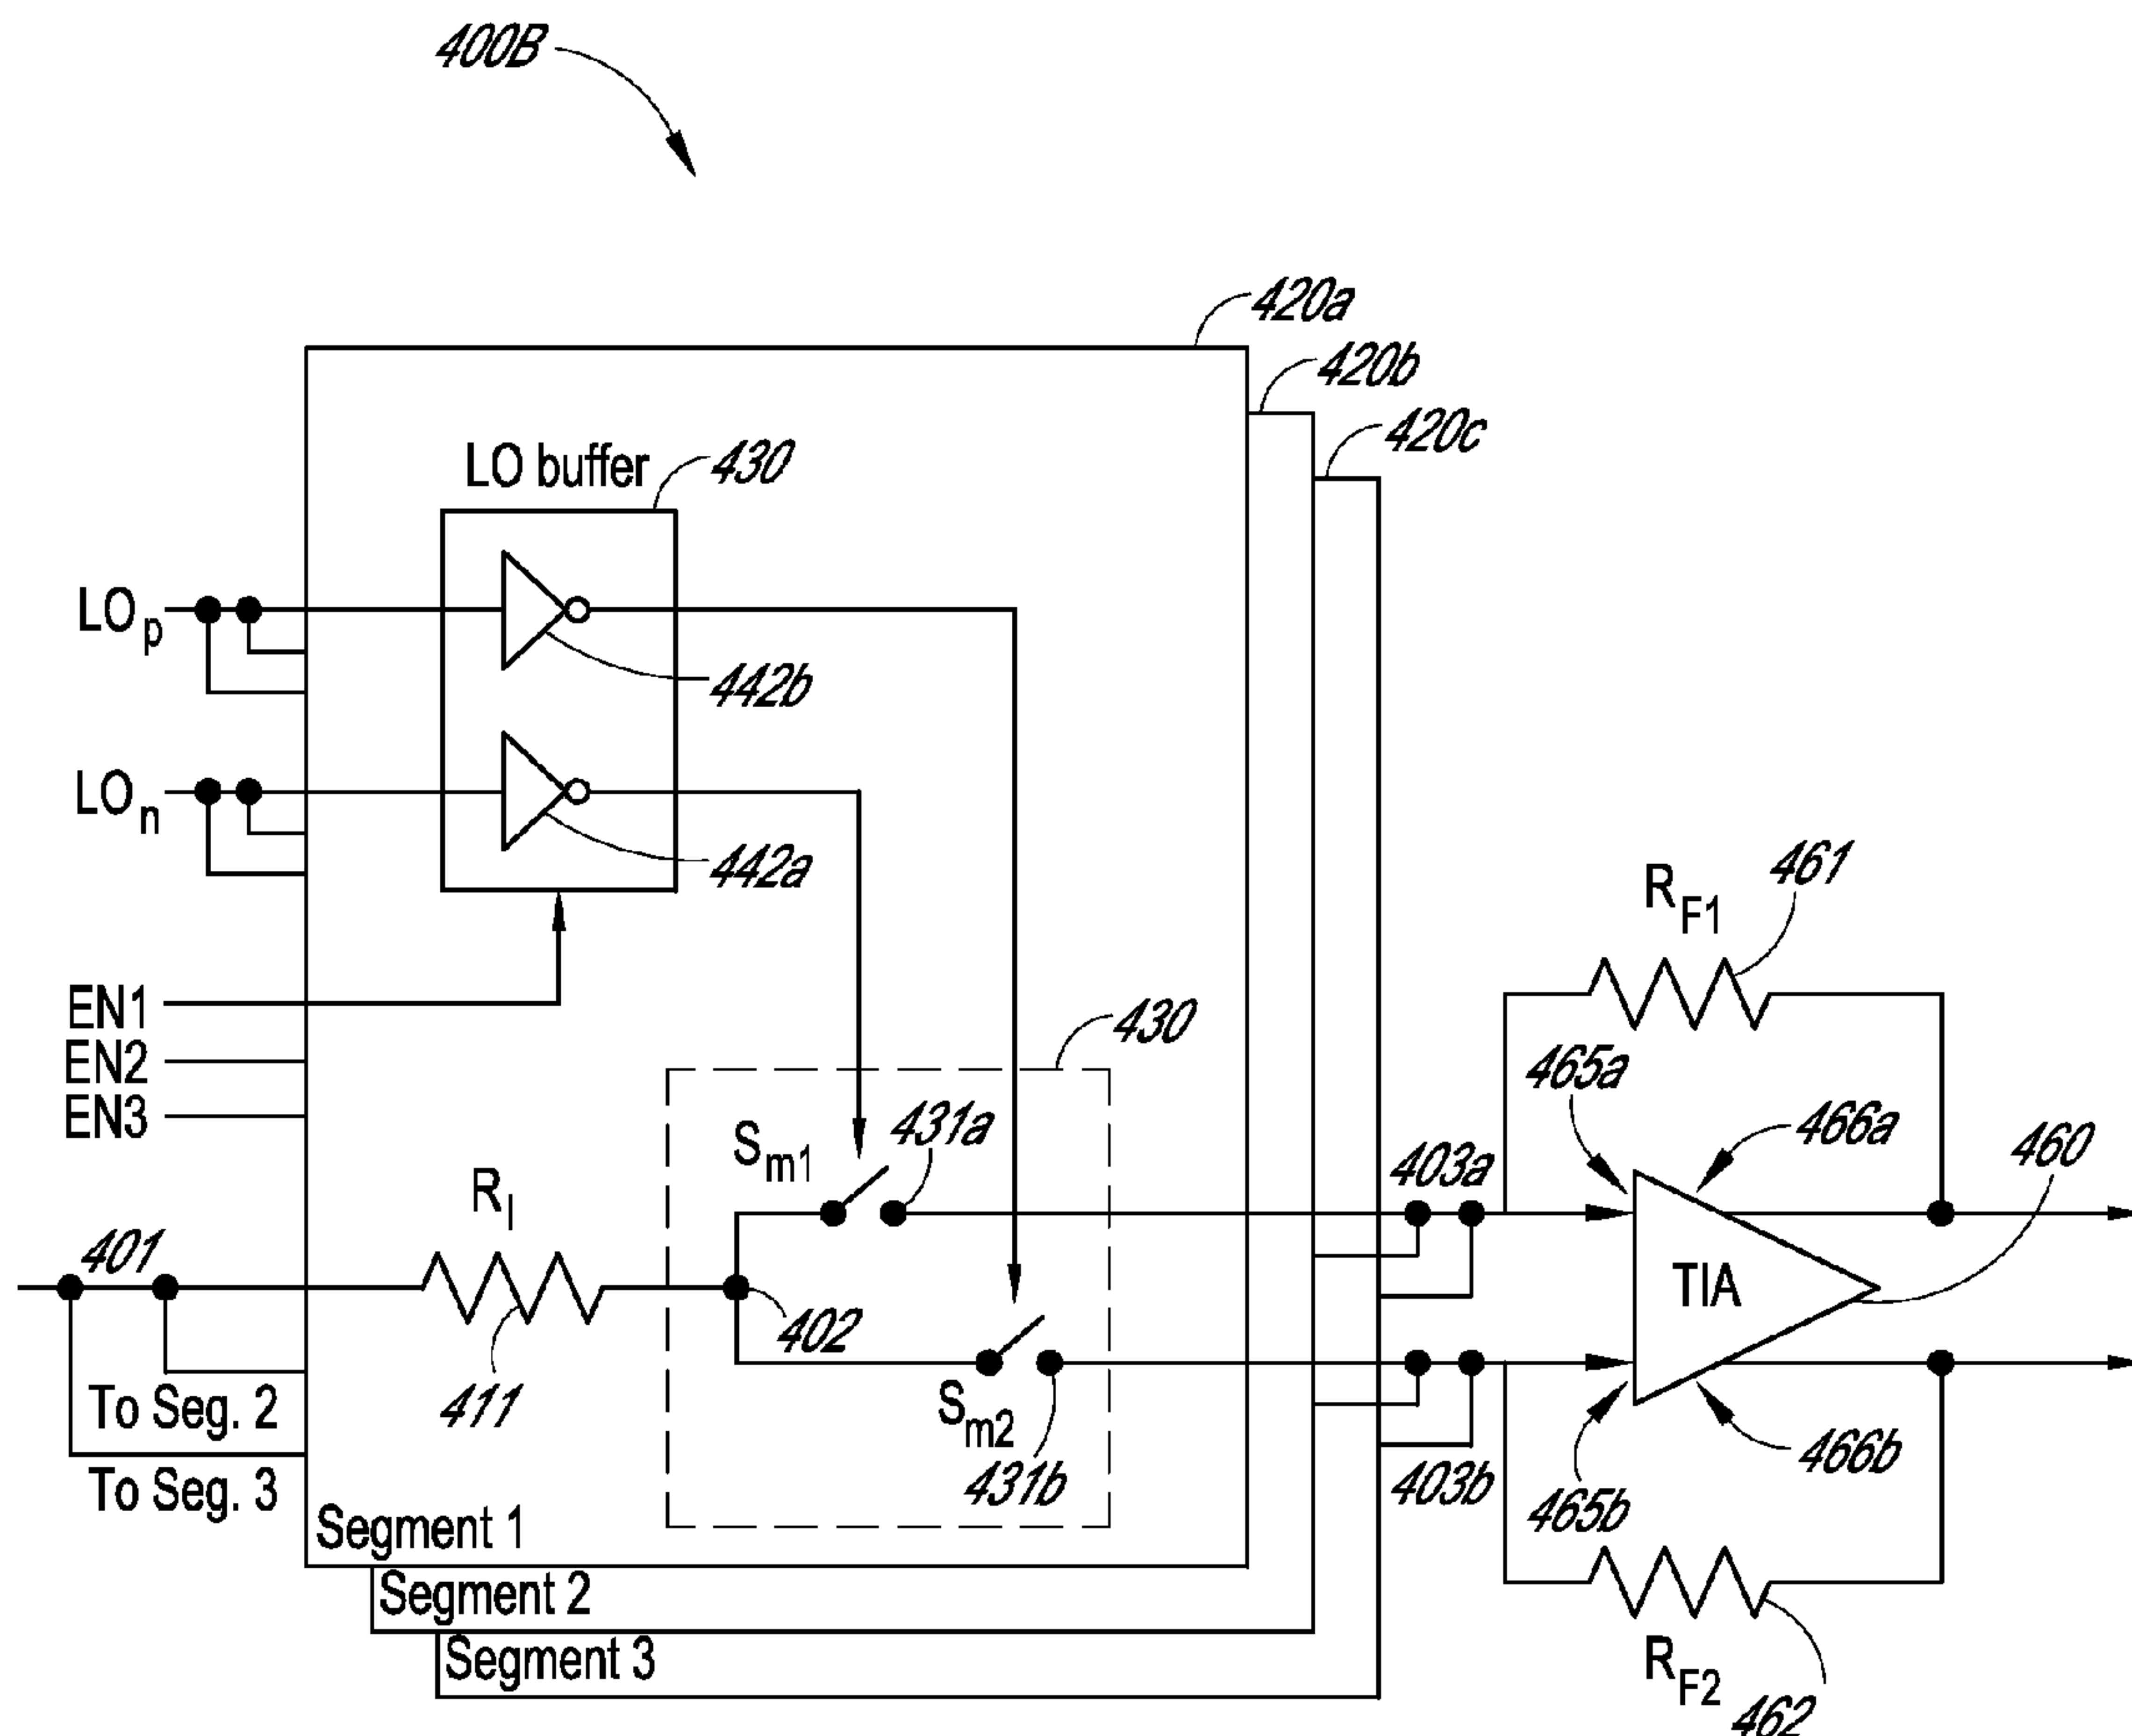 400B
420a
420b
420c
LO buffer
430
LOp
442b
LOn
442a
RF1
461
EN1
EN2
EN3
430
465a
466a
460
Sm1
431a
403a
RI
401
TIA
402
411
To Seg. 2
Sm2
431b
403b
466b
465b
To Seg. 3
Segment 1
Segment 2
Segment 3
RF2
462